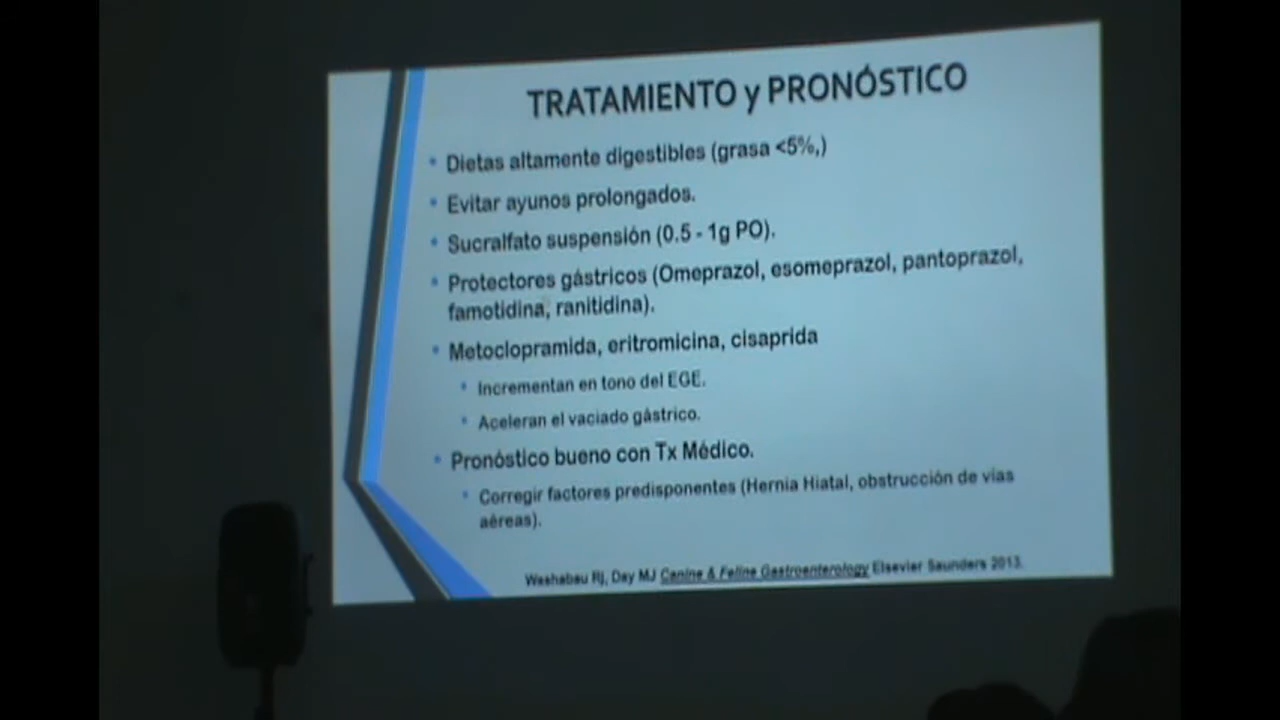 TRATAMIENTO y PRONÓSTICO
• Dietas altamente digestibles (grasa <5%,)
• Evitar ayunos prolongados.
• Sucralfato suspensión (0.5 - 1g PO).
• Protectores gástricos (Omeprazol, esomeprazol, pantoprazol,
famotidina, ranitidina).
• Metoclopramida, eritromicina, cisaprida
• Incrementan en tono del EGE.
• Aceleran el vaciado gástrico.
• Pronóstico bueno con Tx Médico.
• Corregir factores predisponentes (Hernia Hiatal, obstrucción de vías
aéreas).
Washabau RJ, Day MJ Canine & Feline Gastroenterology Elsevier Saunders 2013.